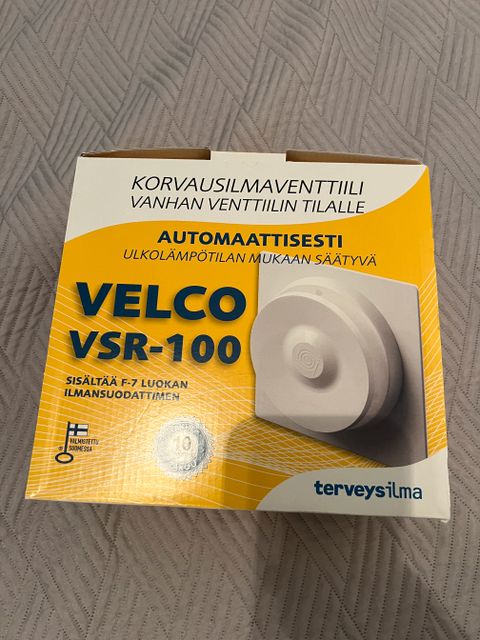 KORVAUSILMAVENTTIILI
VANHAN VENTTIILIN TILALLE
AUTOMAATTISESTI
ULKOLÄMPÖTILAN MUKAAN SÄÄTYVÄ
VELCO
VSR-100
SISÄLTÄÄ F-7 LUOKAN
ILMANSUODATTIMEN
VALMISTETTU
SUOMESSA
10
terveysilma